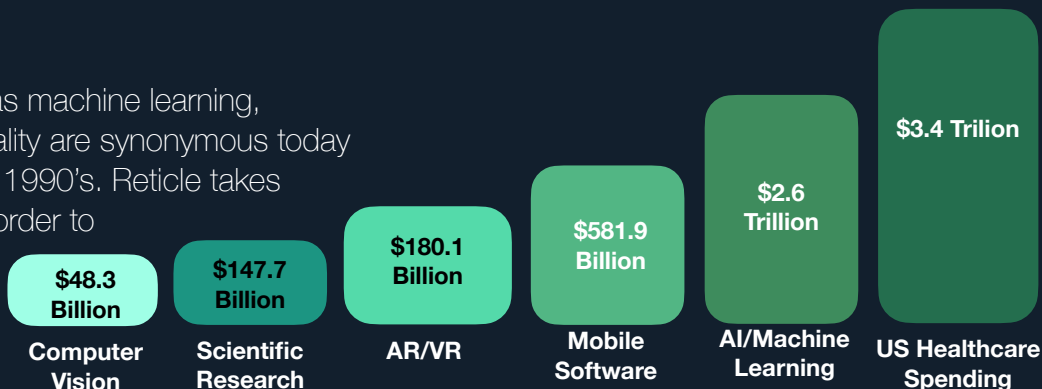 as machine learning,
ality are synonymous today
1990's. Reticle takes
order to
$48.3
Billion
$147.7
Billion
$180.1
Billion
$581.9
Billion
$2.6
Trillion
$3.4 Trilion
Computer
Vision
Scientific
Research
AR/VR
Mobile
Software
AI/Machine
Learning
US Healthcare
Spending